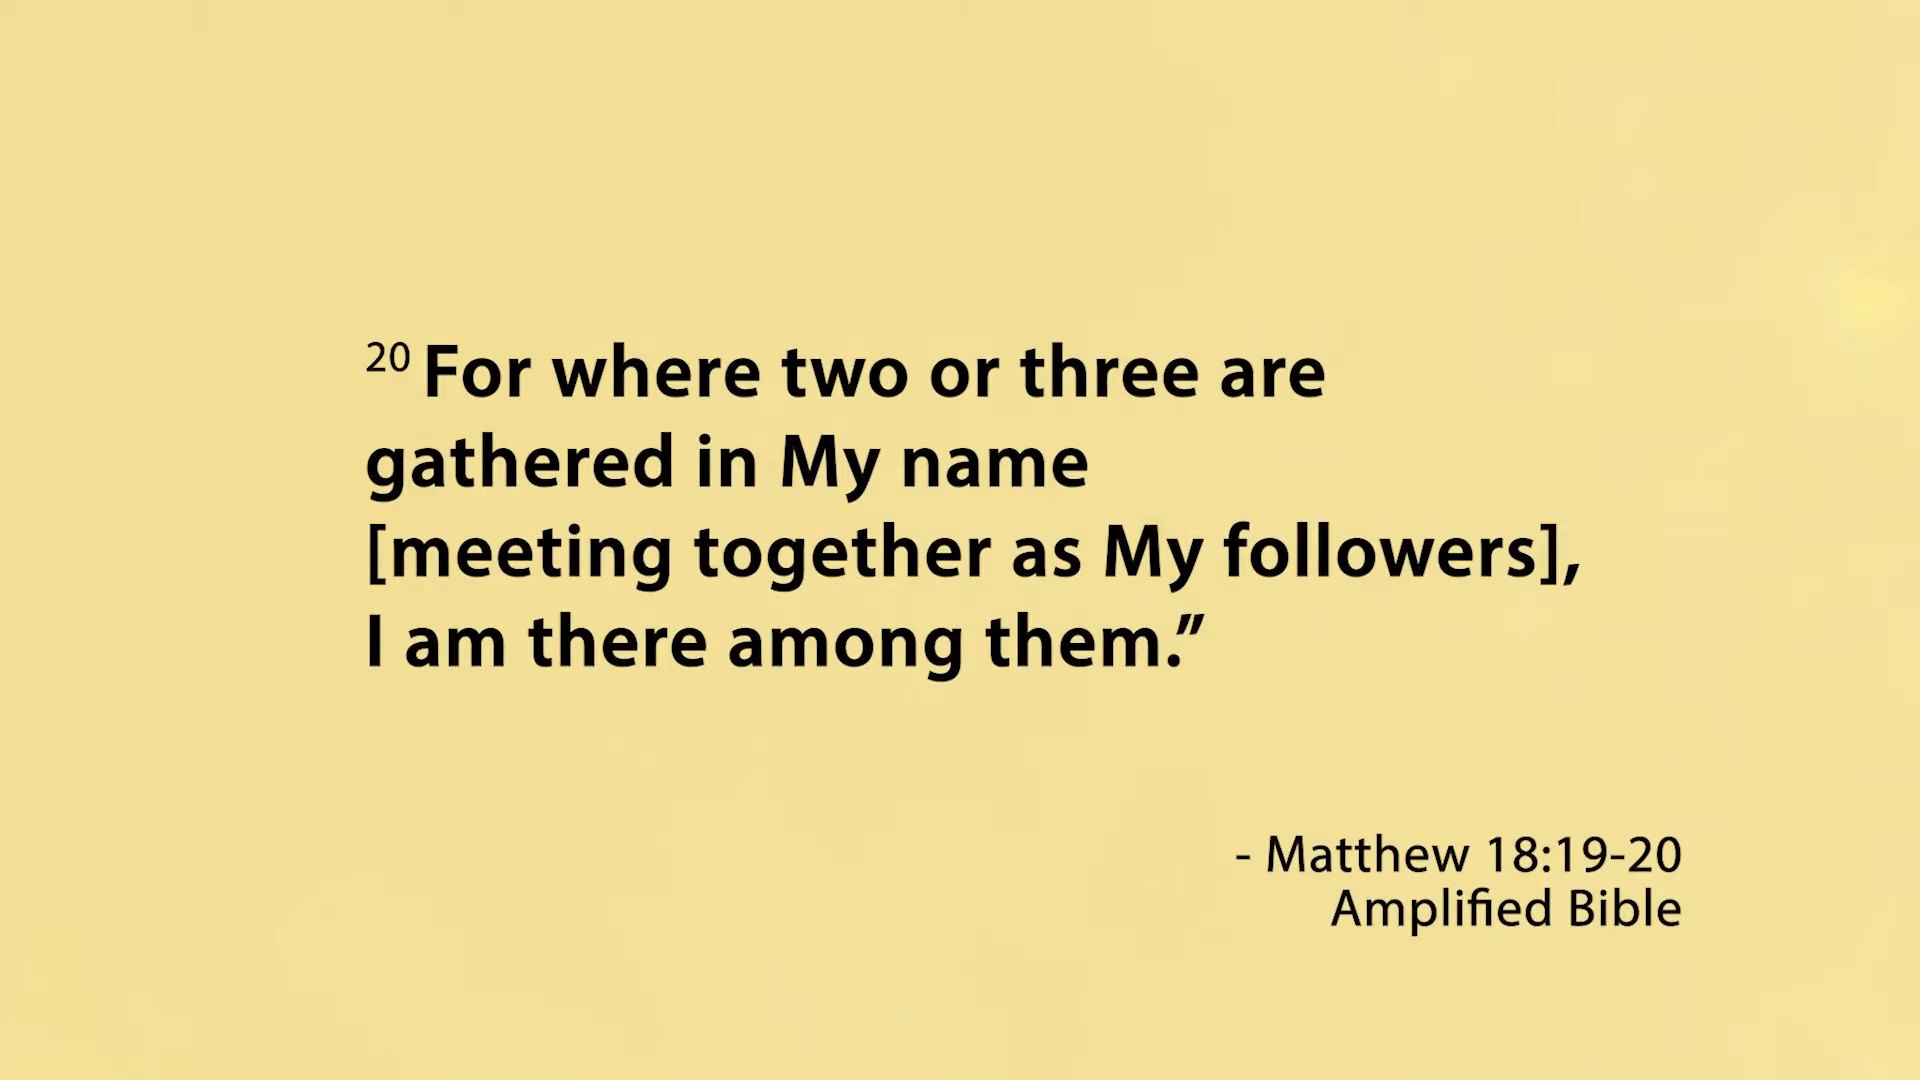 20 For where two or three are
gathered in My name
[meeting together as My followers],
I am there among them.”
- Matthew 18:19-20
Amplified Bible